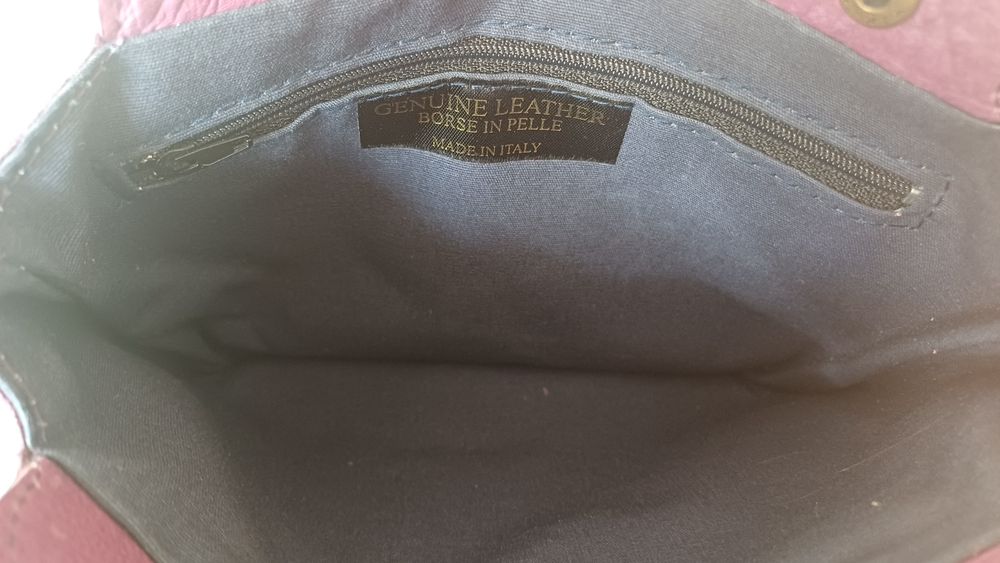 GENUINE LEATHER
BORSE IN PELLE
MADE IN ITALY